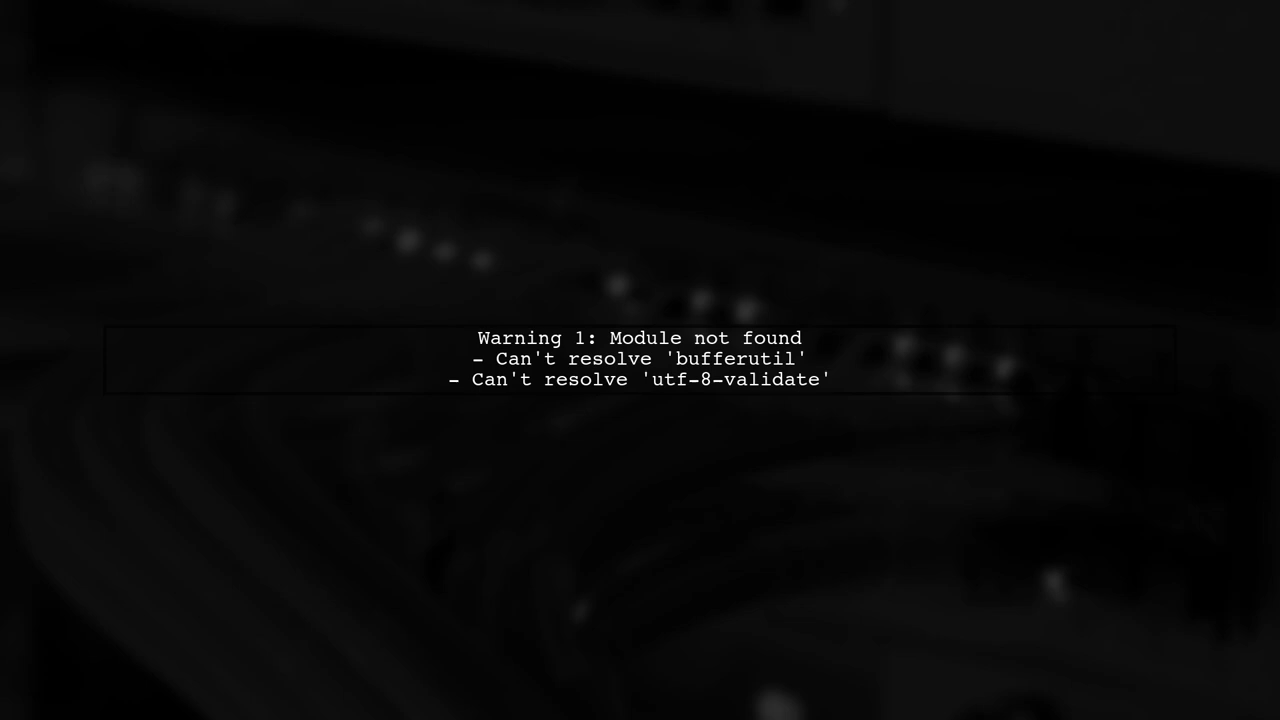 Warning 1: Module not found
- Can't resolve 'bufferutil'
- Can't resolve 'utf-8-validate'